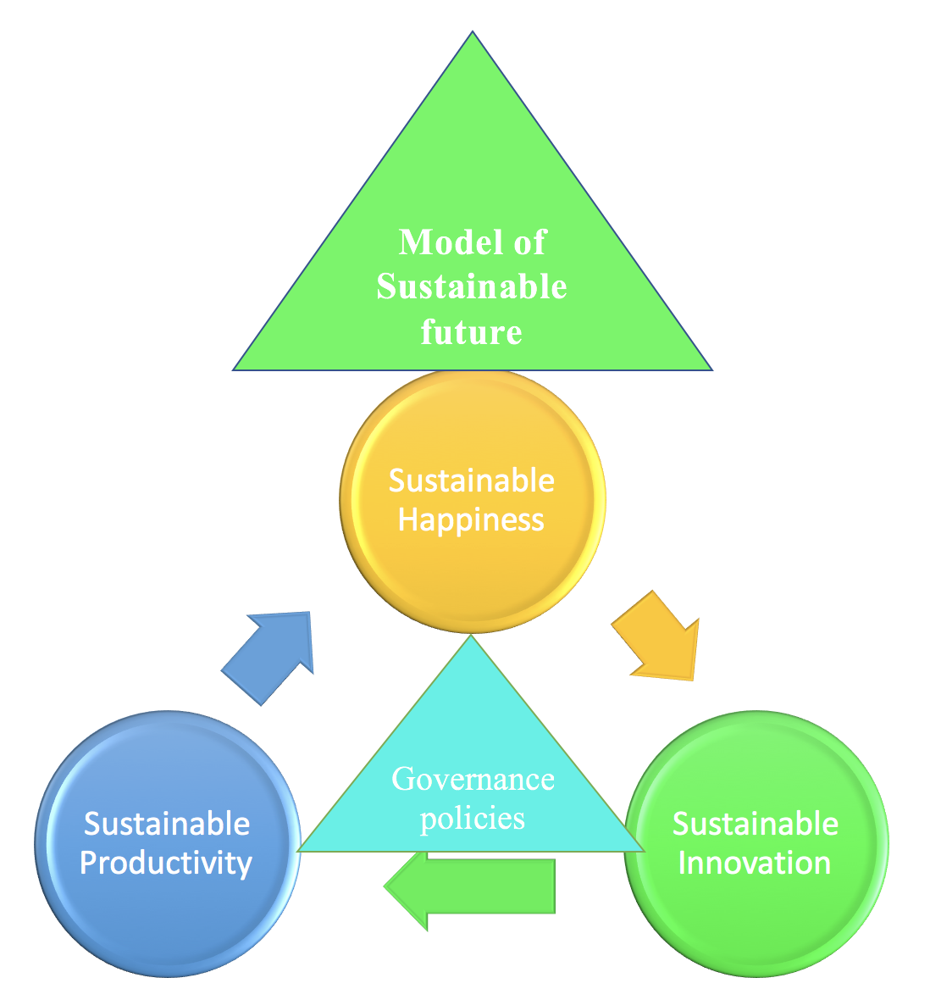 Model of
Sustainable
future
Sustainable
Happiness
Governance
policies
Sustainable
Productivity
Sustainable
Innovation